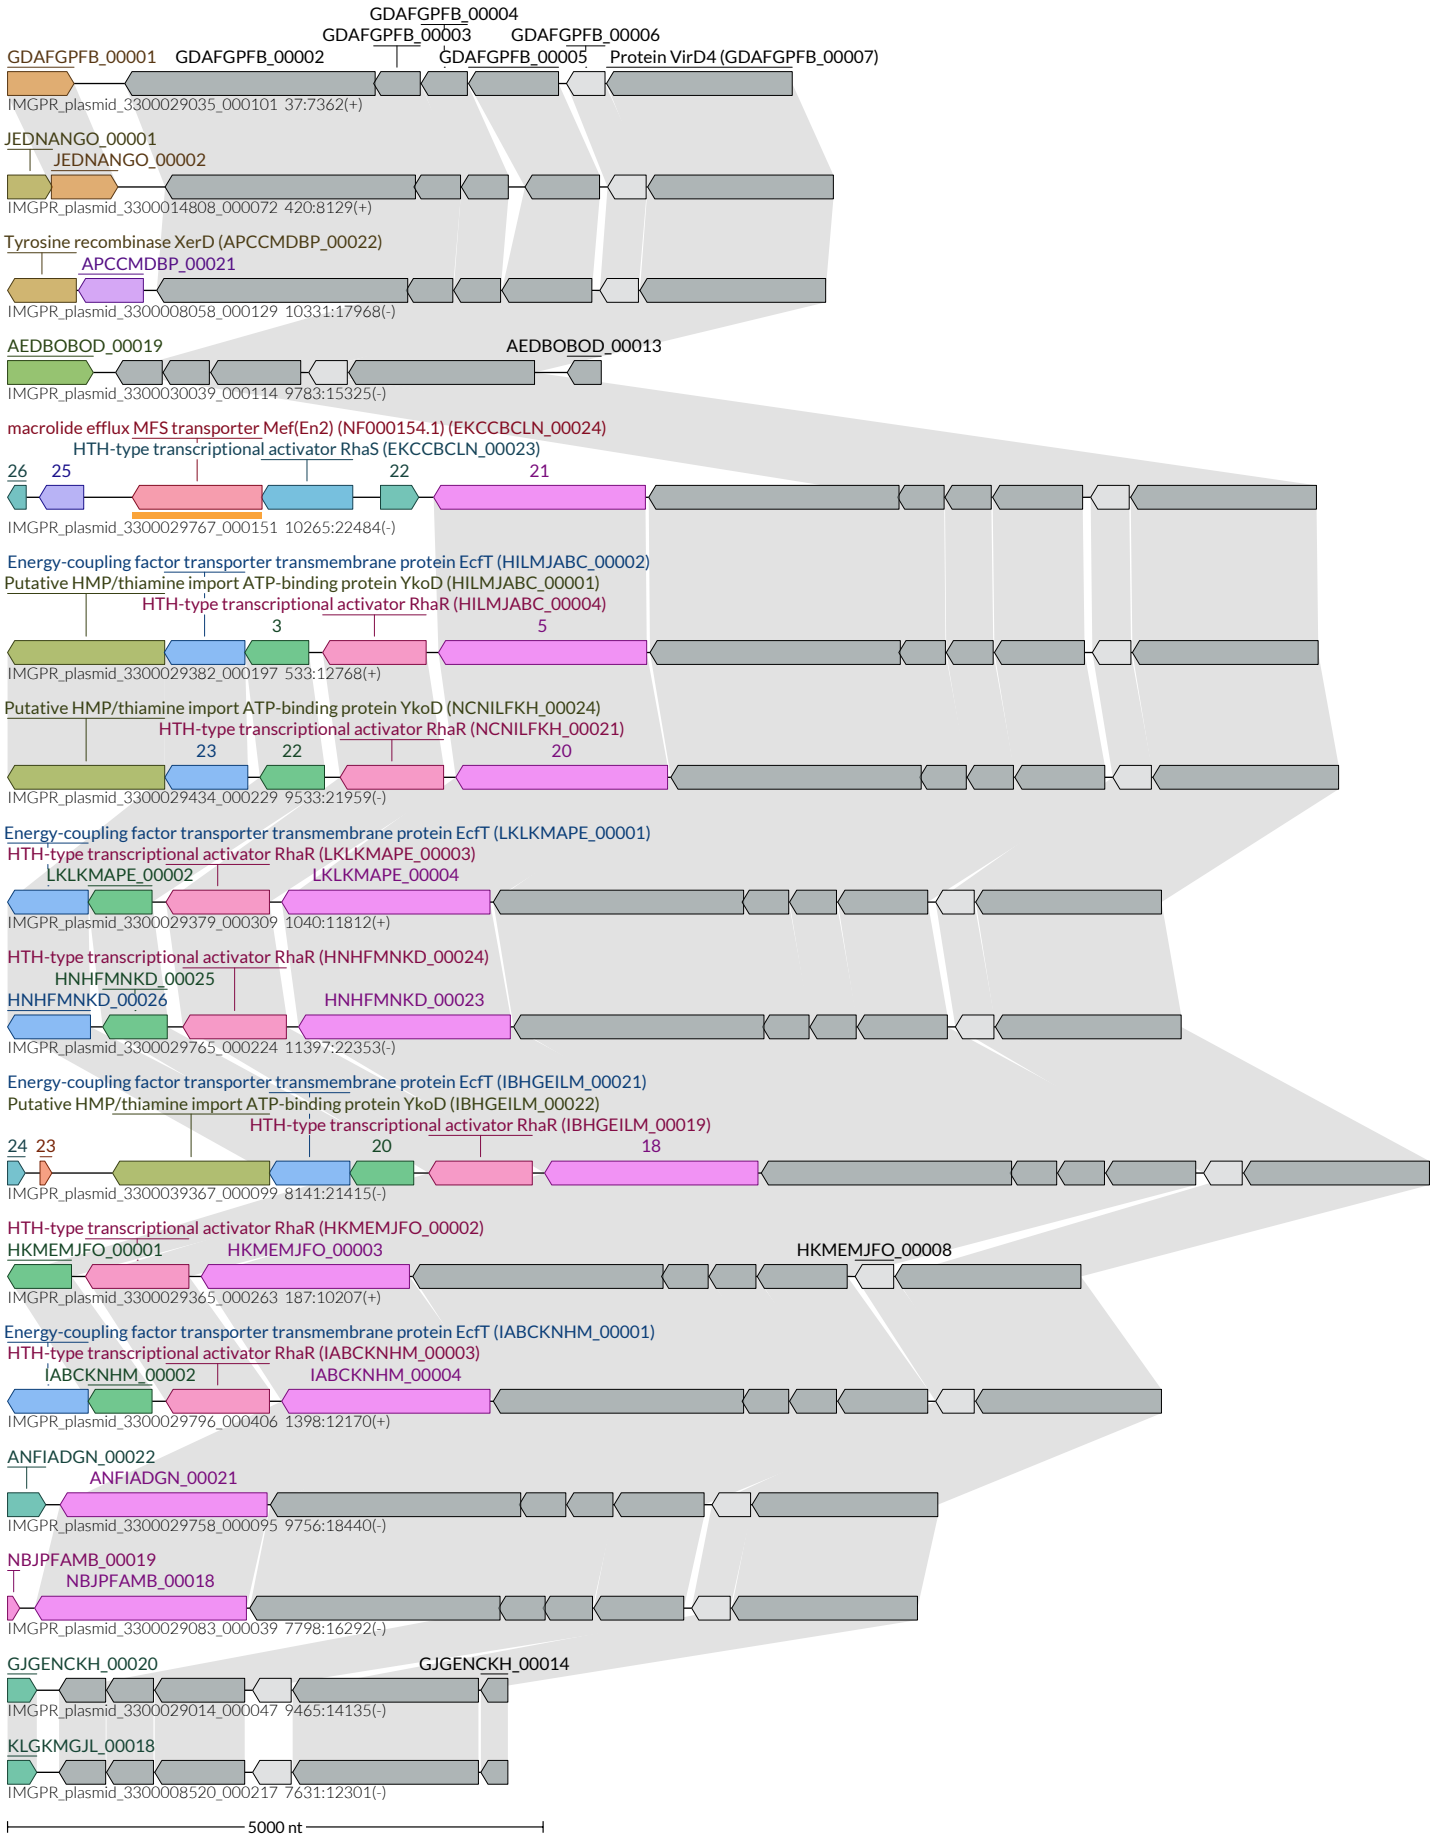 GDAFGPFB_00004
GDAFGPFB_00003 GDAFGPFB_00006
GDAFGPFB_00001 GDAFGPFB_00002 GDAFGPFB_00005 Protein VirD4 (GDAFGPFB_00007)
IMGPR_plasmid_3300029035_000101 37:7362(+)
JEDNANGO_00001
JEDNANGO_00002
IMGPR_plasmid_3300014808_000072 420:8129(+)
Tyrosine recombinase XerD (APCCMDBP_00022)
APCCMDBP_00021
IMGPR_plasmid_3300008058_000129 10331:17968(-)
AEDBOBOD_00019 AEDBOBOD_00013
IMGPR_plasmid_3300030039_000114 9783:15325(-)
macrolide efflux MFS transporter Mef(En2) (NF000154.1) (EKCCBCLN_00024)
HTH-type transcriptional activator RhaS (EKCCBCLN_00023)
26 25 22 21
IMGPR_plasmid_3300029767_000151 10265:22484(-)
Energy-coupling factor transporter transmembrane protein EcfT (HILMJABC_00002)
Putative HMP/thiamine import ATP-binding protein YkoD (HILMJABC_00001)
HTH-type transcriptional activator RhaR (HILMJABC_00004)
3 5
IMGPR_plasmid_3300029382_000197 533:12768(+)
Putative HMP/thiamine import ATP-binding protein YkoD (NCNILFKH_00024)
HTH-type transcriptional activator RhaR (NCNILFKH_00021)
23 22 20
IMGPR_plasmid_3300029434_000229 9533:21959(-)
Energy-coupling factor transporter transmembrane protein EcfT (LKLKMAPE_00001)
HTH-type transcriptional activator RhaR (LKLKMAPE_00003)
LKLKMAPE_00002 LKLKMAPE_00004
IMGPR_plasmid_3300029379_000309 1040:11812(+)
HTH-type transcriptional activator RhaR (HNHFMNKD_00024)
HNHFMNKD_00025
HNHFMNKD_00026 HNHFMNKD_00023
IMGPR_plasmid_3300029765_000224 11397:22353(-)
Energy-coupling factor transporter transmembrane protein EcfT (IBHGEILM_00021)
Putative HMP/thiamine import ATP-binding protein YkoD (IBHGEILM_00022)
HTH-type transcriptional activator RhaR (IBHGEILM_00019)
24 23 20 18
IMGPR_plasmid_3300039367_000099 8141:21415(-)
HTH-type transcriptional activator RhaR (HKMEMJFO_00002)
HKMEMJFO_00001 HKMEMJFO_00003 HKMEMJFO_00008
IMGPR_plasmid_3300029365_000263 187:10207(+)
Energy-coupling factor transporter transmembrane protein EcfT (IABCKNHM_00001)
HTH-type transcriptional activator RhaR (IABCKNHM_00003)
IABCKNHM_00002 IABCKNHM_00004
IMGPR_plasmid_3300029796_000406 1398:12170(+)
ANFIADGN_00022
ANFIADGN_00021
IMGPR_plasmid_3300029758_000095 9756:18440(-)
NBJPFAMB_00019
NBJPFAMB_00018
IMGPR_plasmid_3300029083_000039 7798:16292(-)
GJGENCKH_00020 GJGENCKH_00014
IMGPR_plasmid_3300029014_000047 9465:14135(-)
KLGKMGJL_00018
IMGPR_plasmid_3300008520_000217 7631:12301(-)
5000 nt